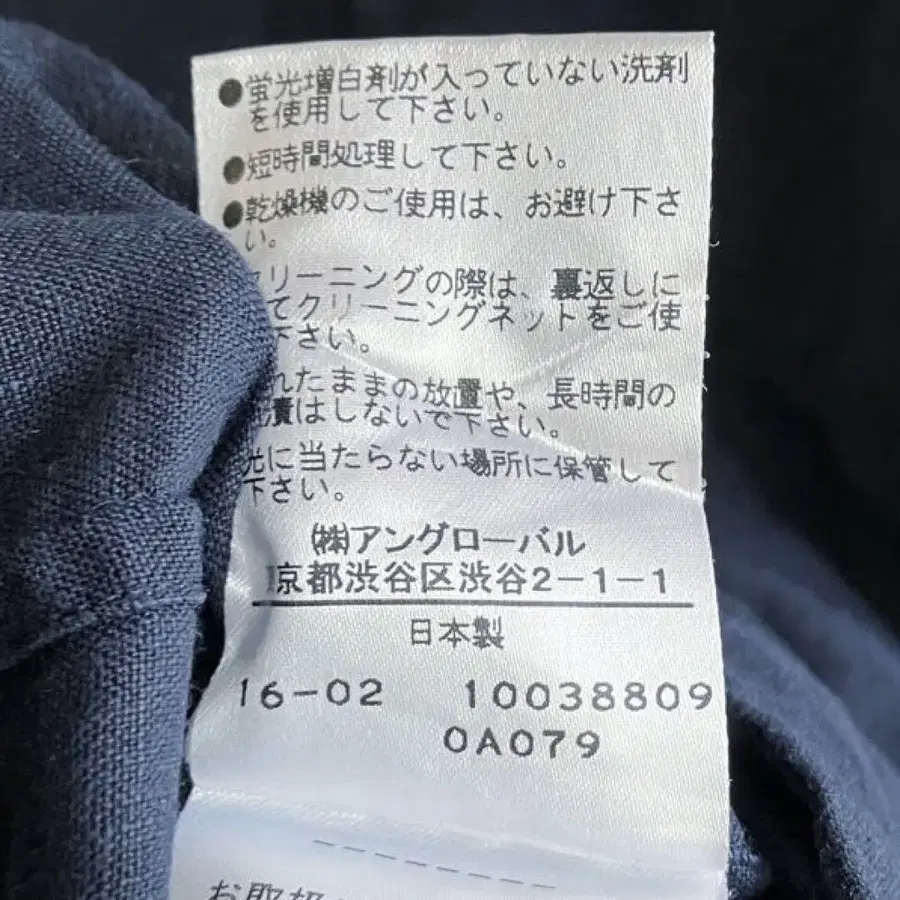 ●蛍光増白剤が入っていない洗剤
を使用して下さい。
●短時間処理して下さい。
●乾燥機のご使用は、お避け下さ
い。
クリーニングの際は、裏返しに
てクリーニングネットをご使
下さい。
れたままの放置や、長時間の
漬はしないで下さい。
光に当たらない場所に保管して
下さい。
(株)アングローバル
京都渋谷区渋谷2-1-1
日本製
16-02 10038809
0A079
お取扱